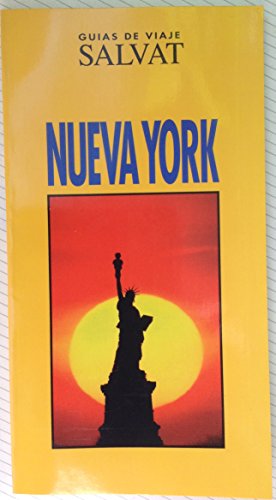 GUIAS DE VIAJE
SALVAT
NUEVA YORK